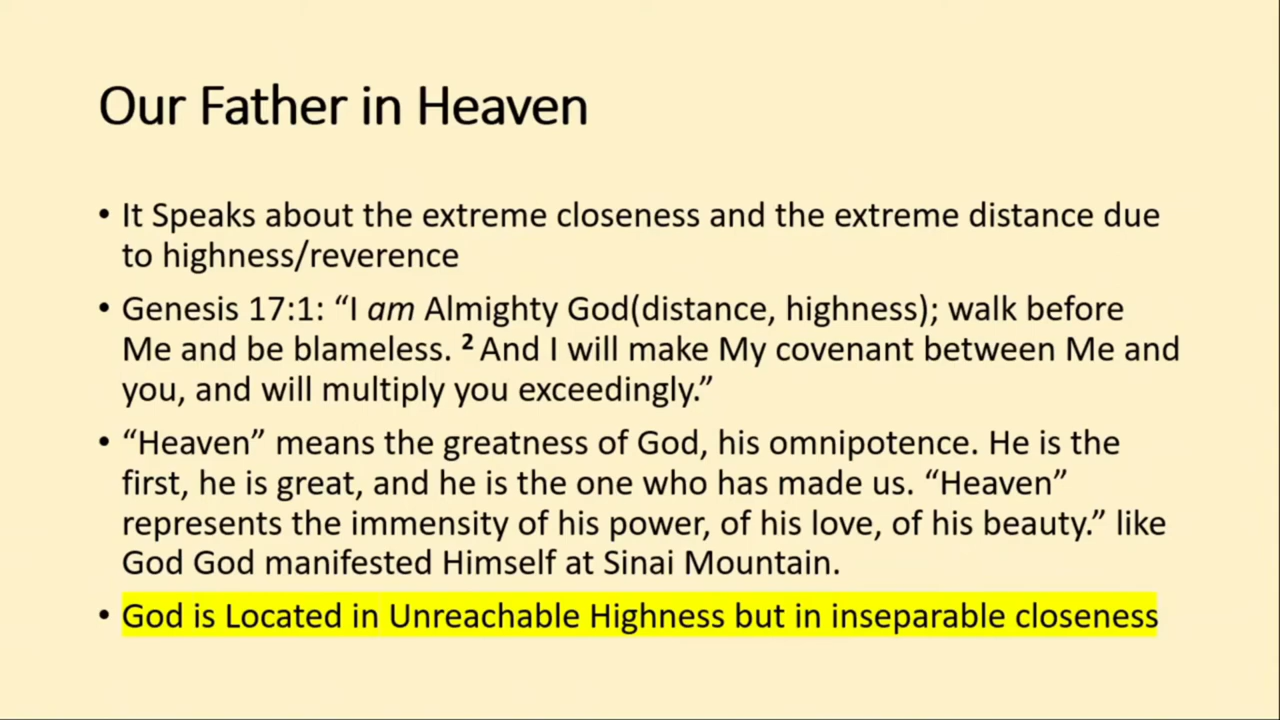 Our Father in Heaven
• It Speaks about the extreme closeness and the extreme distance due
to highness/reverence
• Genesis 17:1: “I am Almighty God(distance, highness); walk before
Me and be blameless. ² And I will make My covenant between Me and
you, and will multiply you exceedingly.”
• “Heaven” means the greatness of God, his omnipotence. He is the
first, he is great, and he is the one who has made us. “Heaven”
represents the immensity of his power, of his love, of his beauty.” like
God God manifested Himself at Sinai Mountain.
• God is Located in Unreachable Highness but in inseparable closeness